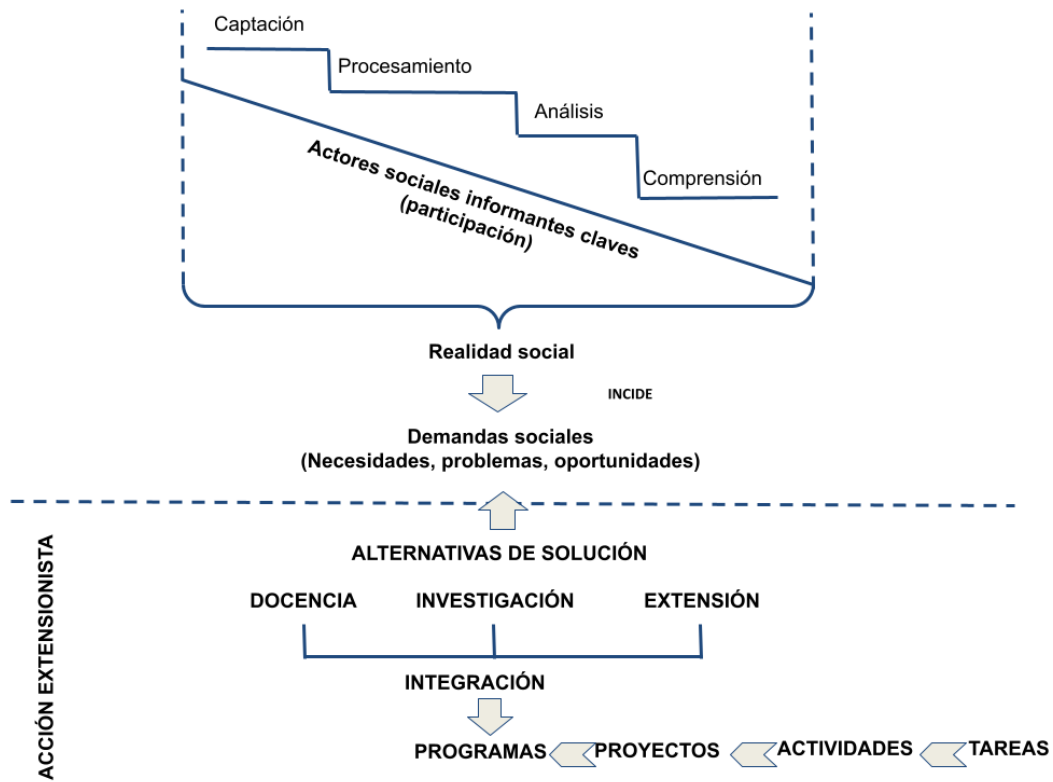 Captación
Procesamiento
Análisis
Comprensión
Actores sociales informantes claves
(participación)
Realidad social
INCIDE
Demandas sociales
(Necesidades, problemas, oportunidades)
ACCIÓN EXTENSIONISTA
ALTERNATIVAS DE SOLUCIÓN
DOCENCIA INVESTIGACIÓN EXTENSIÓN
INTEGRACIÓN
PROGRAMAS PROYECTOS ACTIVIDADES TAREAS